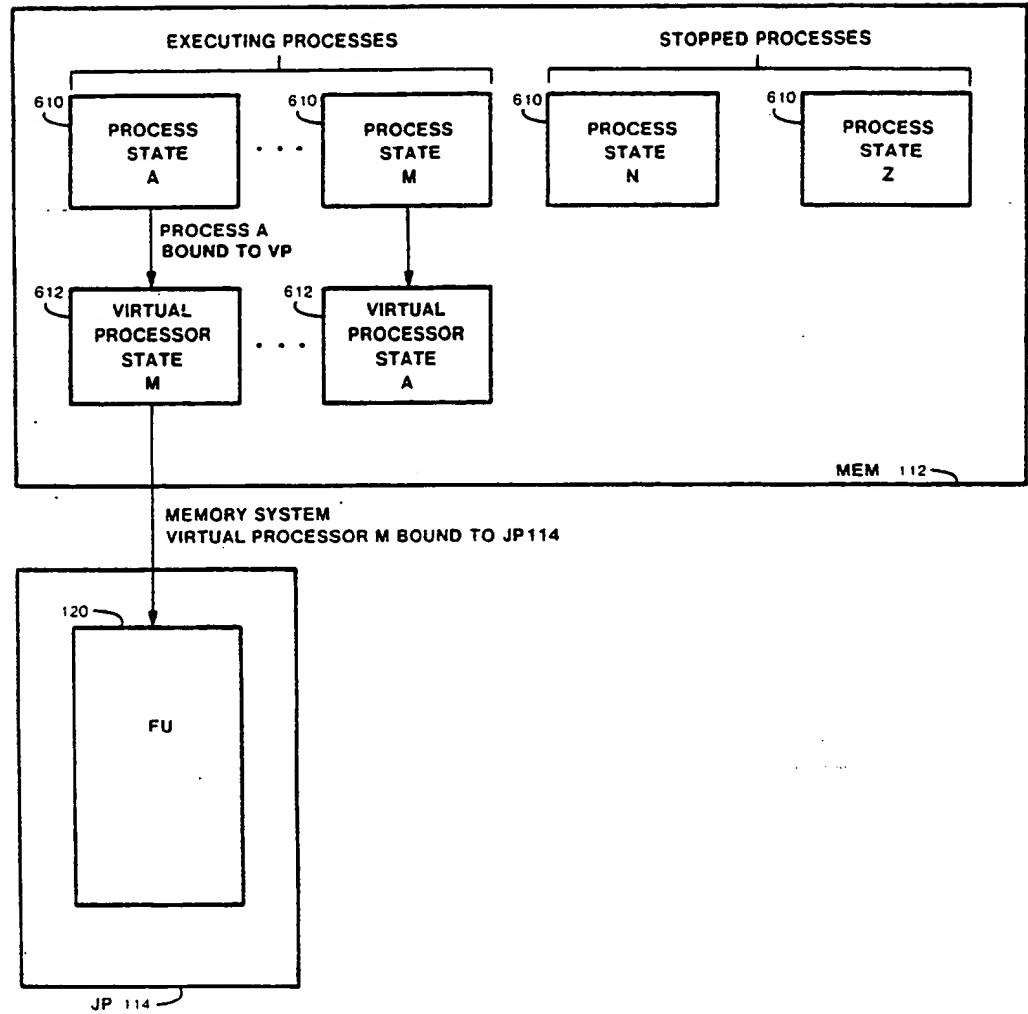 EXECUTING PROCESSES
STOPPED PROCESSES
610
PROCESS
STATE
A
. . .
610
PROCESS
STATE
M
610
PROCESS
STATE
N
610
PROCESS
STATE
Z
PROCESS A
BOUND TO VP
612
VIRTUAL
PROCESSOR
STATE
M
. . .
612
VIRTUAL
PROCESSOR
STATE
A
MEM 112
MEMORY SYSTEM
VIRTUAL PROCESSOR M BOUND TO JP114
120
FU
JP 114